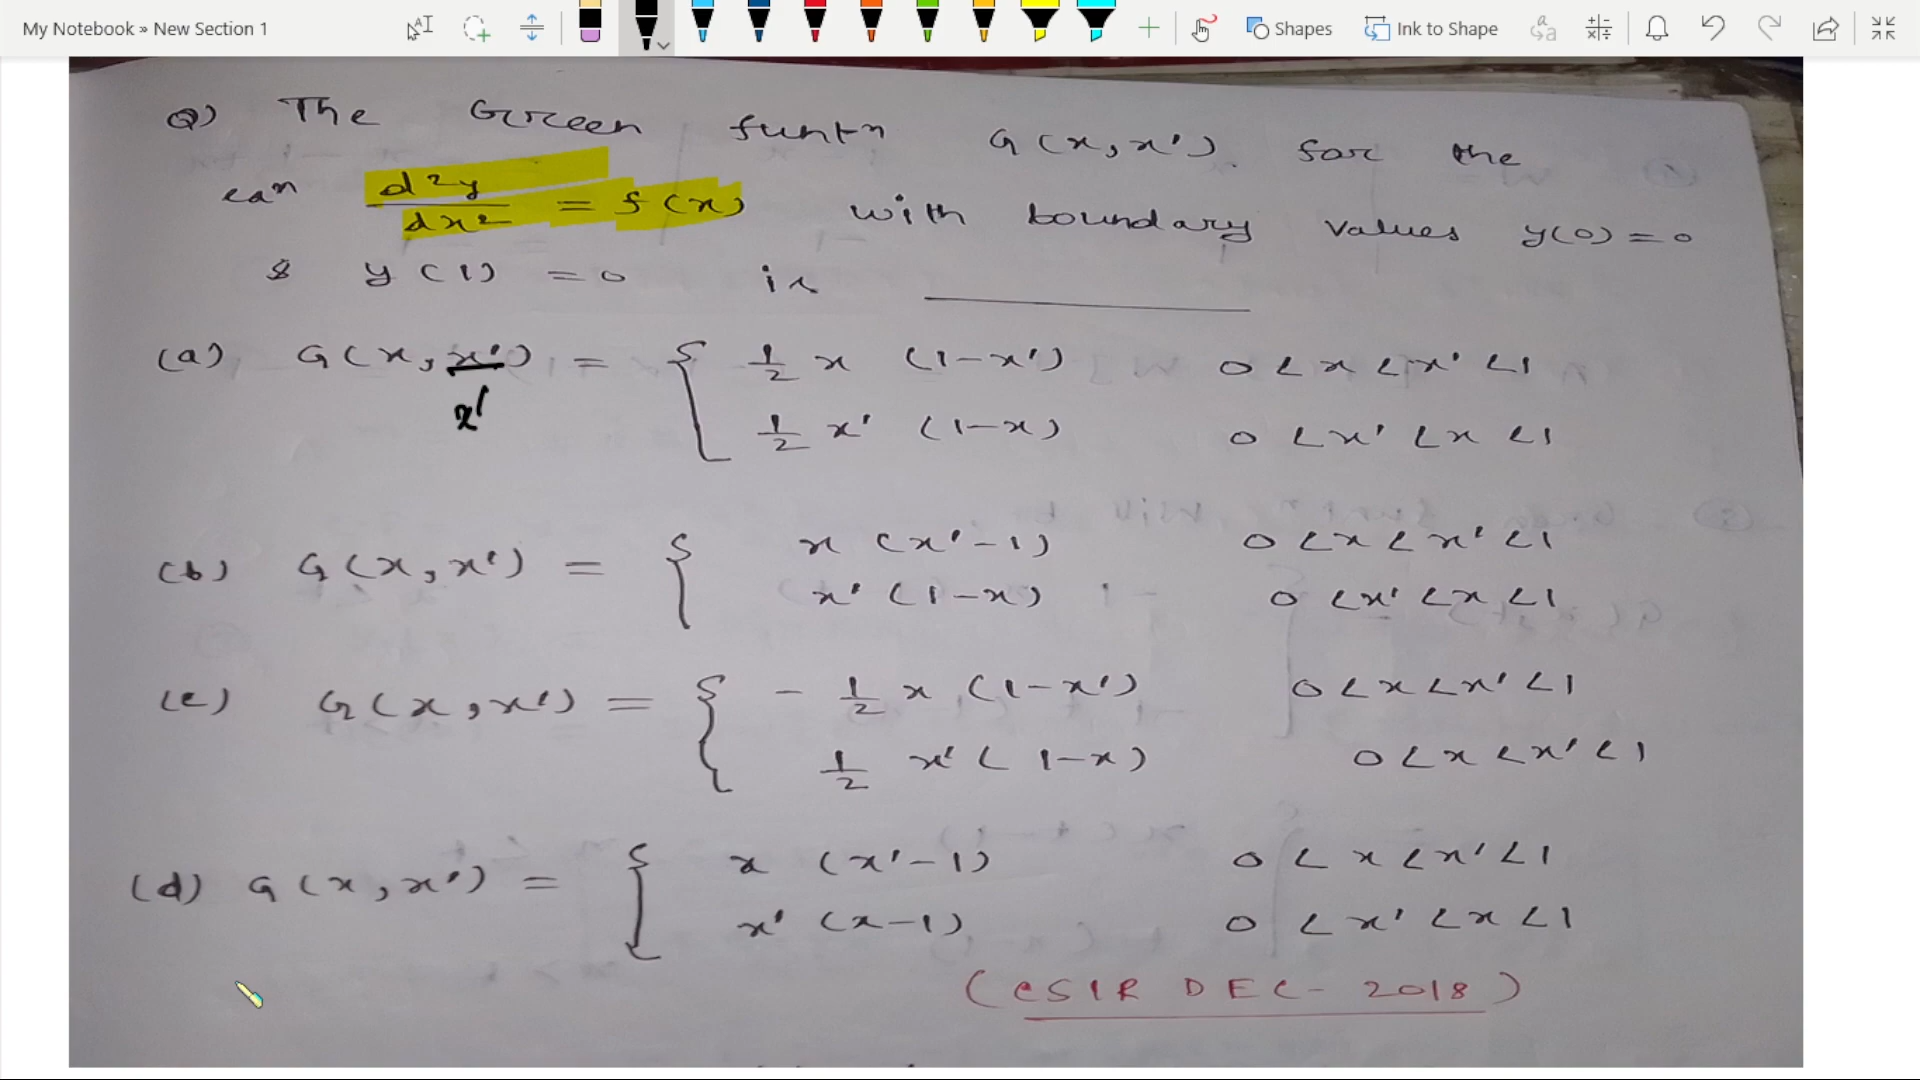 My Notebook » New Section 1
Shapes
Ink to Shape
Q) The Green funtn G(x, x') for the
eqn d²y/dx² = f(x) with boundary values y(0) = 0
& y(1) = 0 is ________
(a) G(x, x') = { 1/2 x (1-x') 0 < x < x' < 1
x'
1/2 x' (1-x) 0 < x' < x < 1
(b) G(x, x') = { x (x'-1) 0 < x < x' < 1
x' (1-x) 0 < x' < x < 1
(c) G(x, x') = { - 1/2 x (1-x') 0 < x < x' < 1
1/2 x' (1-x) 0 < x < x' < 1
(d) G(x, x') = { x (x'-1) 0 < x < x' < 1
x' (x-1) 0 < x' < x < 1
(CSIR DEC - 2018)